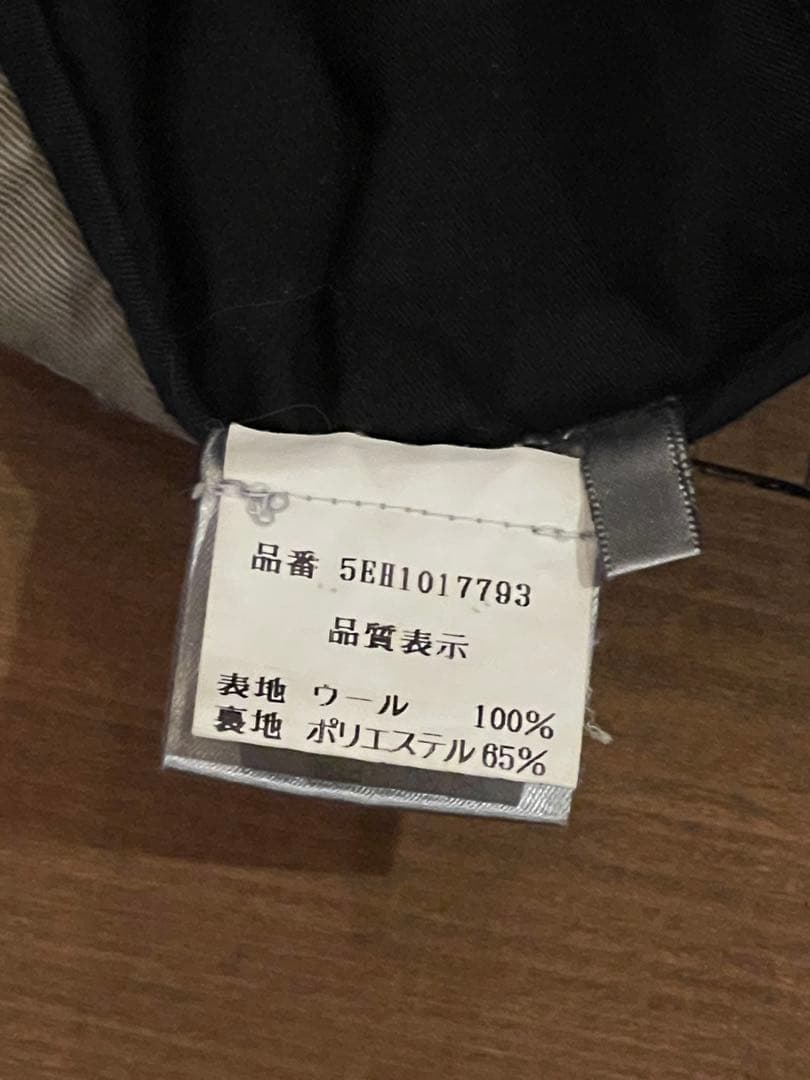 品番 5EH1017793
品質表示
表地 ウール 100%
裏地 ポリエステル 65%